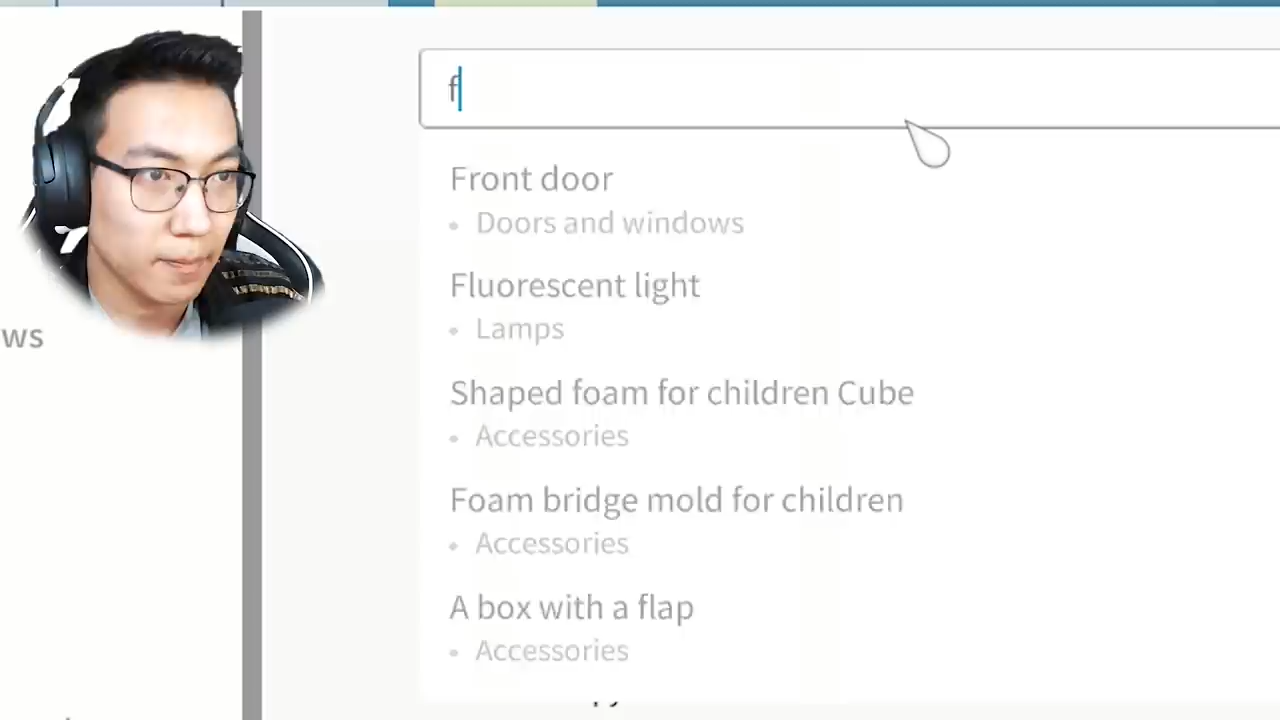 f
Front door
• Doors and windows
Fluorescent light
• Lamps
ws
Shaped foam for children Cube
• Accessories
Foam bridge mold for children
• Accessories
A box with a flap
• Accessories